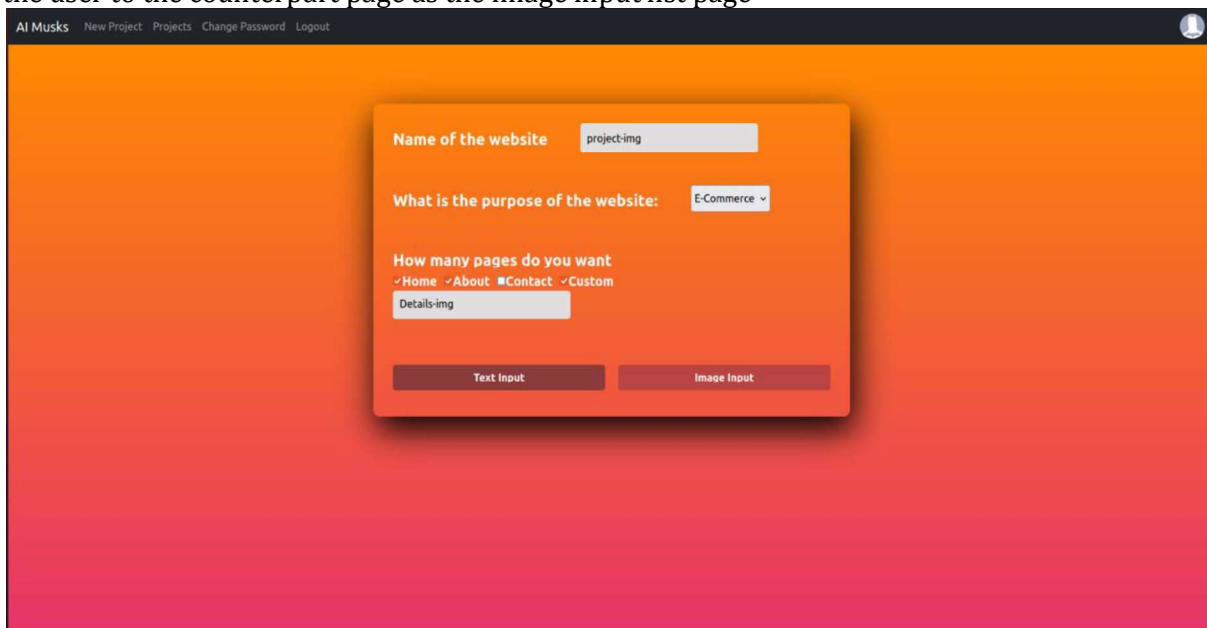 the user to the counterpart page as the image input list page
AI Musks New Project Projects Change Password Logout
Name of the website project-img
What is the purpose of the website: E-Commerce
How many pages do you want
Home About Contact Custom
Details-img
Text Input Image Input